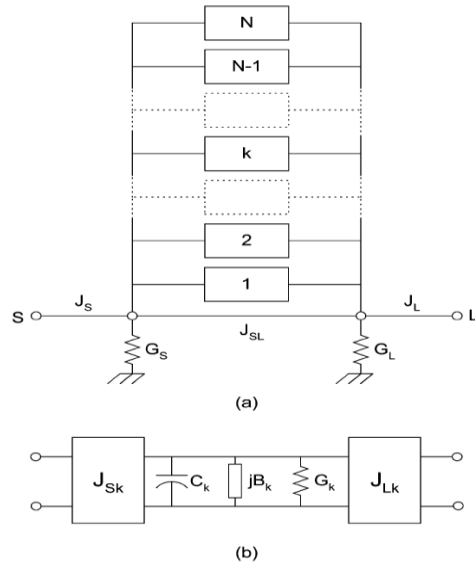 N
N-1
k
2
1
S J_S J_SL J_L L
G_S G_L
(a)
J_Sk C_k jB_k G_k J_Lk
(b)